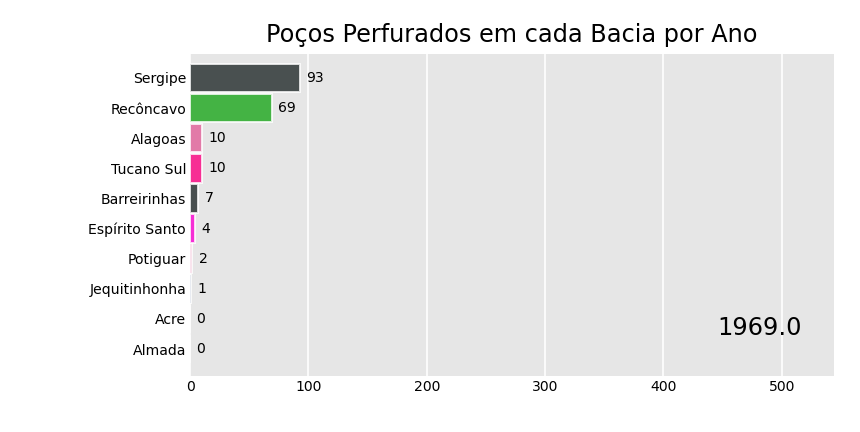 Poços Perfurados em cada Bacia por Ano
Sergipe 93
Recôncavo 69
Alagoas 10
Tucano Sul 10
Barreirinhas 7
Espírito Santo 4
Potiguar 2
Jequitinhonha 1
Acre 0
1969.0
Almada 0
0 100 200 300 400 500